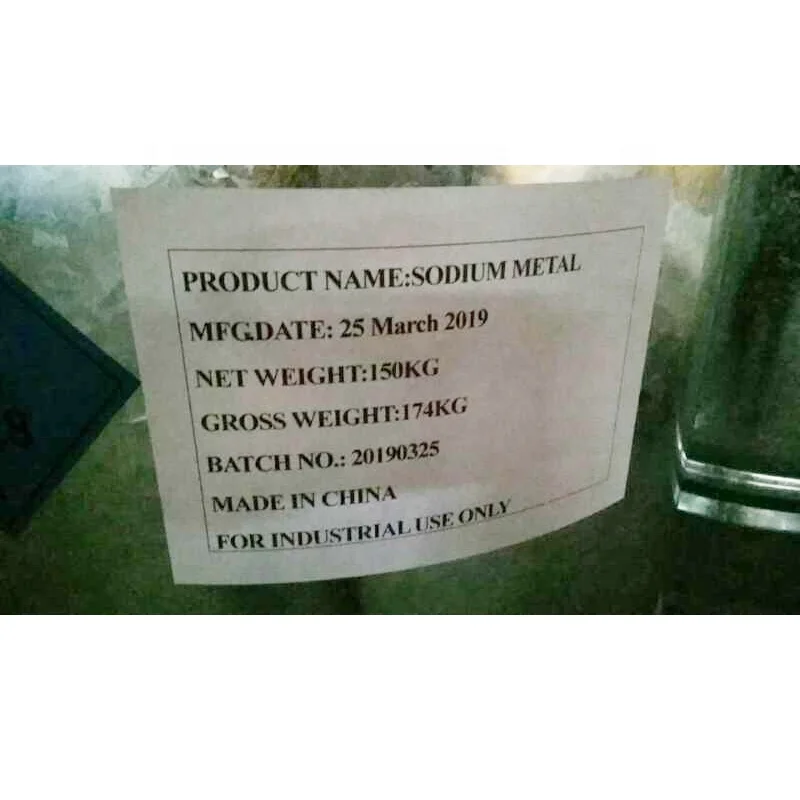 PRODUCT NAME:SODIUM METAL
MFG.DATE: 25 March 2019
NET WEIGHT:150KG
GROSS WEIGHT:174KG
BATCH NO.: 20190325
MADE IN CHINA
FOR INDUSTRIAL USE ONLY